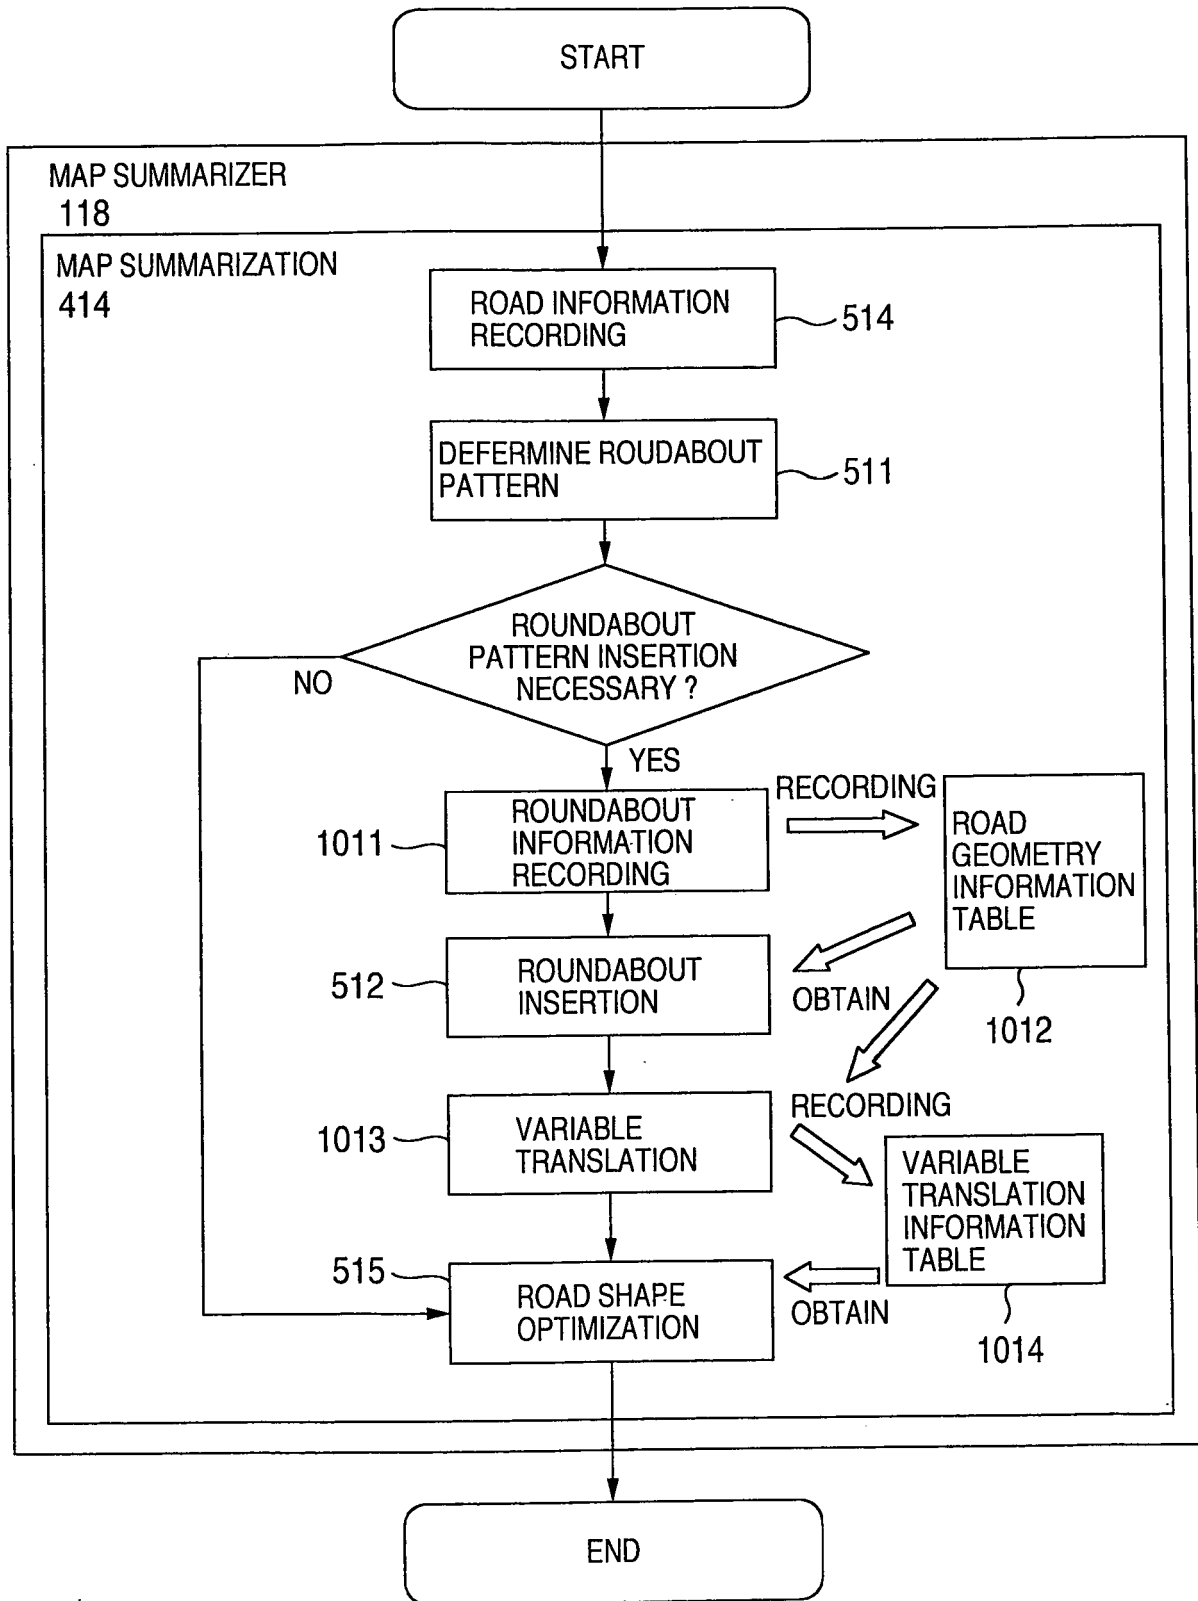 START
MAP SUMMARIZER
118
MAP SUMMARIZATION
414
ROAD INFORMATION
RECORDING
514
DEFERMINE ROUDABOUT
PATTERN
511
ROUNDABOUT
PATTERN INSERTION
NECESSARY ?
NO
YES
1011
ROUNDABOUT
INFORMATION
RECORDING
RECORDING
ROAD
GEOMETRY
INFORMATION
TABLE
1012
512
ROUNDABOUT
INSERTION
OBTAIN
1013
VARIABLE
TRANSLATION
RECORDING
VARIABLE
TRANSLATION
INFORMATION
TABLE
1014
515
ROAD SHAPE
OPTIMIZATION
OBTAIN
END